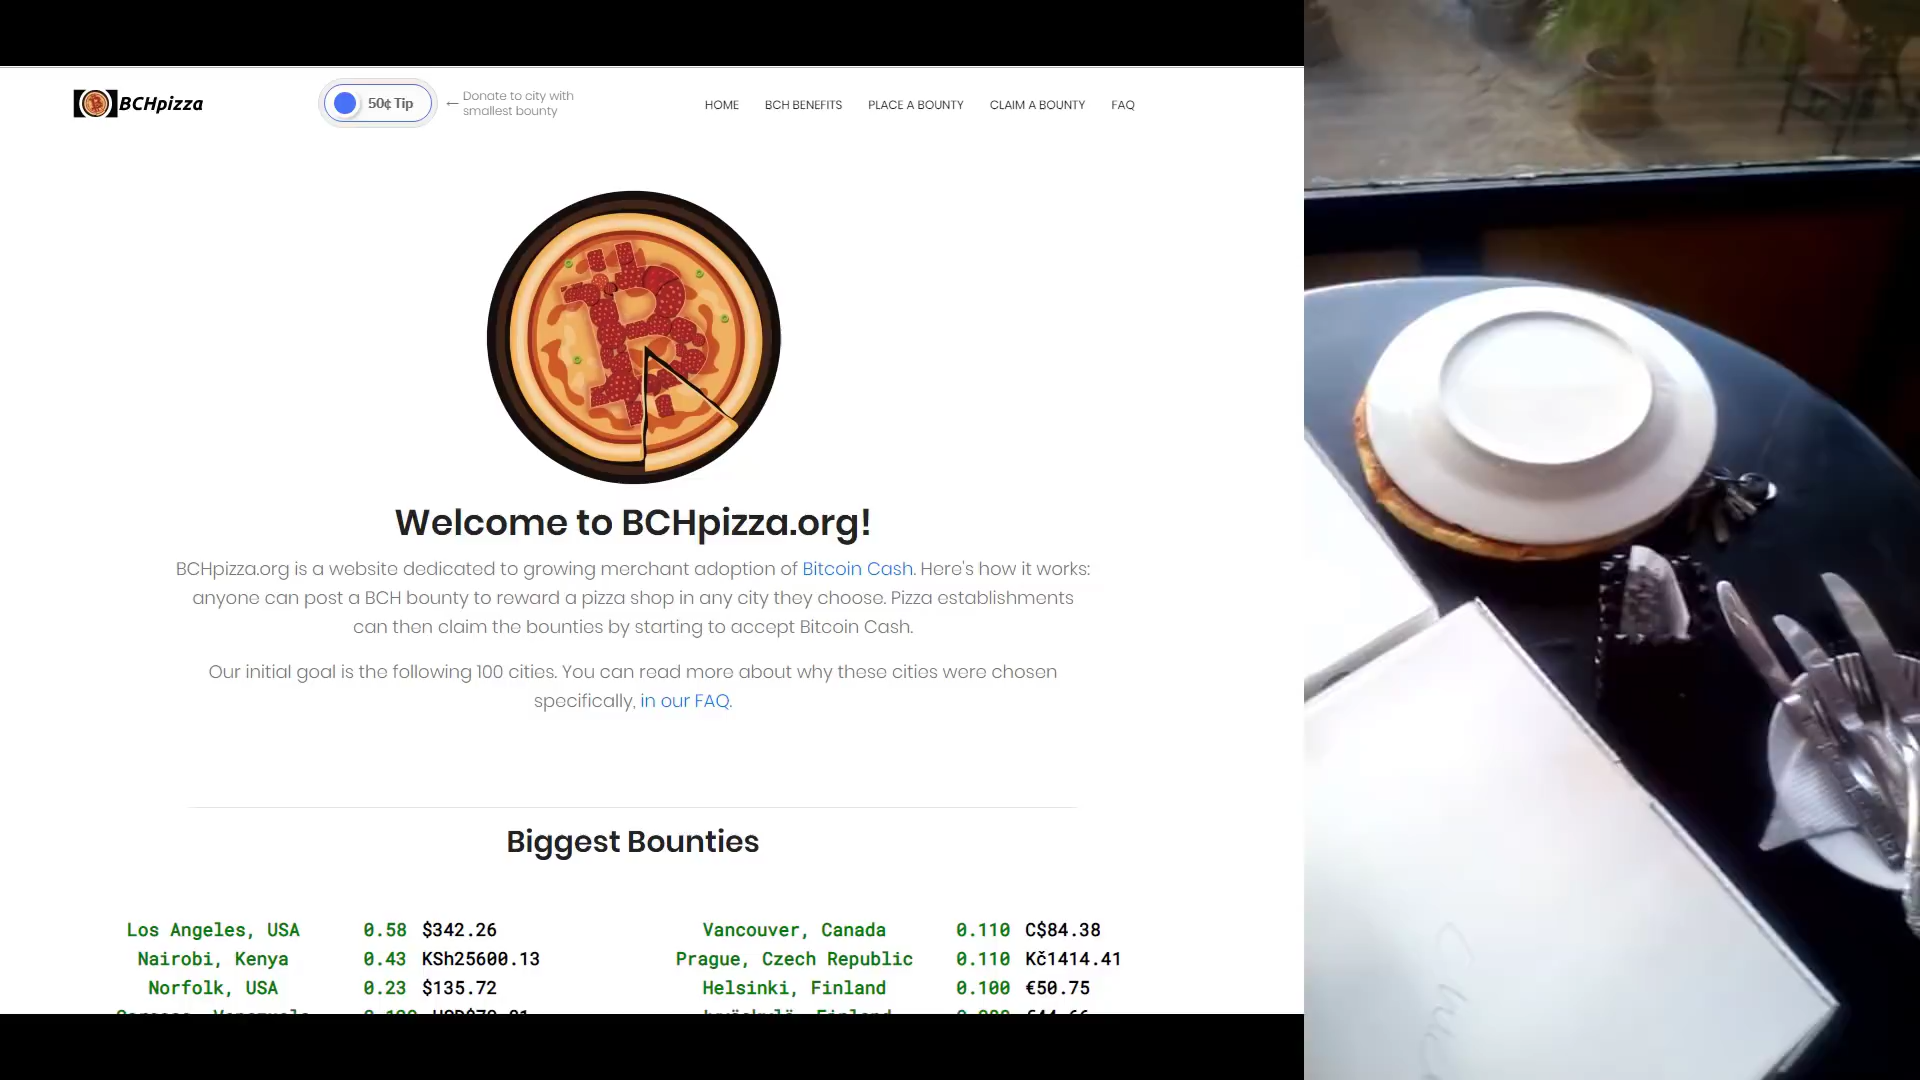 BCHpizza
50¢ Tip
← Donate to city with
smallest bounty
HOME
BCH BENEFITS
PLACE A BOUNTY
CLAIM A BOUNTY
FAQ
Welcome to BCHpizza.org!
BCHpizza.org is a website dedicated to growing merchant adoption of Bitcoin Cash. Here's how it works:
anyone can post a BCH bounty to reward a pizza shop in any city they choose. Pizza establishments
can then claim the bounties by starting to accept Bitcoin Cash.
Our initial goal is the following 100 cities. You can read more about why these cities were chosen
specifically, in our FAQ.
Biggest Bounties
Los Angeles, USA 0.58 $342.26
Nairobi, Kenya 0.43 KSh25600.13
Norfolk, USA 0.23 $135.72
Vancouver, Canada 0.110 C$84.38
Prague, Czech Republic 0.110 Kč1414.41
Helsinki, Finland 0.100 €50.75